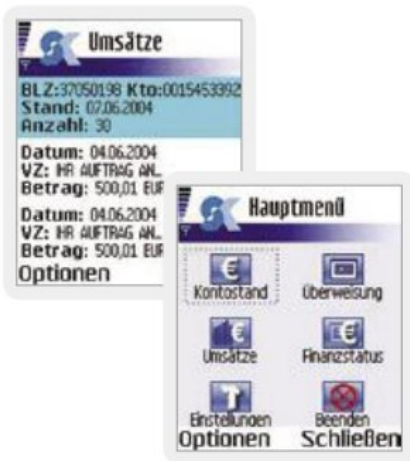 Umsätze
BLZ:37050198 Kto:0015453392
Stand: 07.06.2004
Anzahl: 30
Datum: 04.06.2004
VZ: IHR AUFTRAG AN..
Betrag: 500,01 EUR
Datum: 04.06.2004
VZ: IHR AUFTRAG AN..
Betrag: 500,01 EUR
Optionen
Hauptmenü
Kontostand
Überweisung
Umsätze
Finanzstatus
Einstellungen
Beenden
Optionen
Schließen